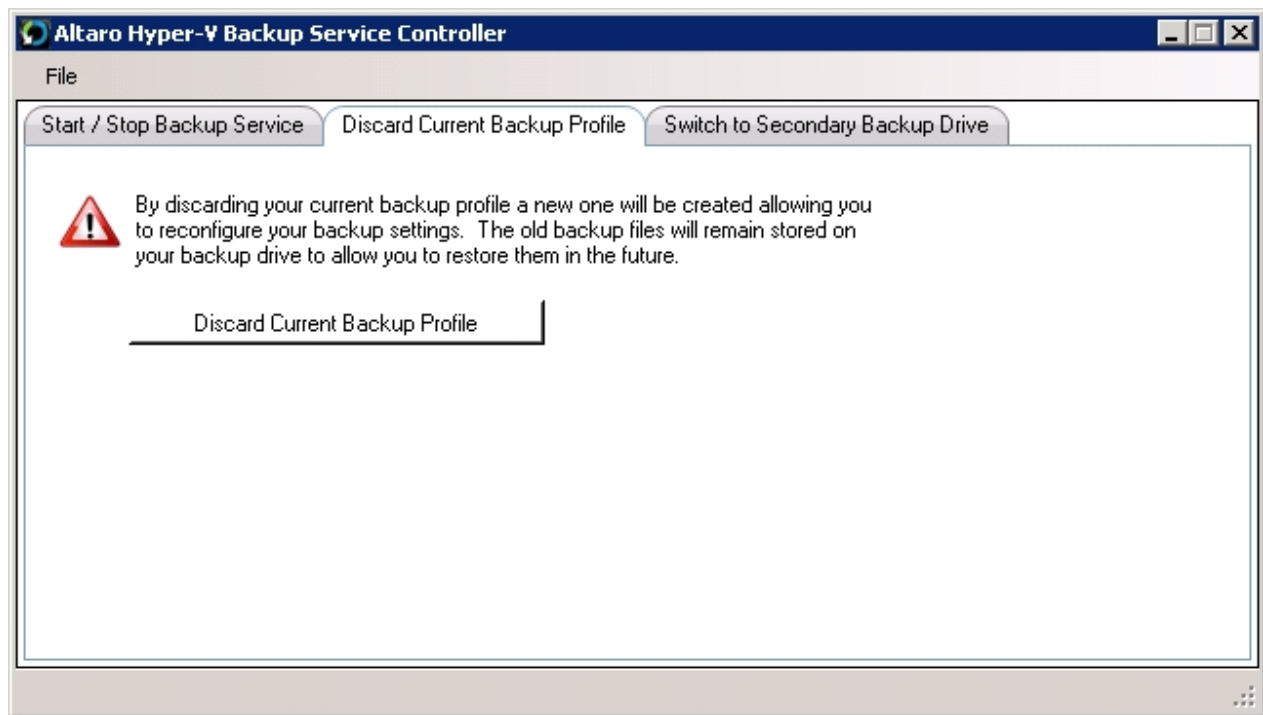 Altaro Hyper-V Backup Service Controller
File
Start / Stop Backup Service
Discard Current Backup Profile
Switch to Secondary Backup Drive
By discarding your current backup profile a new one will be created allowing you
to reconfigure your backup settings.  The old backup files will remain stored on
your backup drive to allow you to restore them in the future.
Discard Current Backup Profile